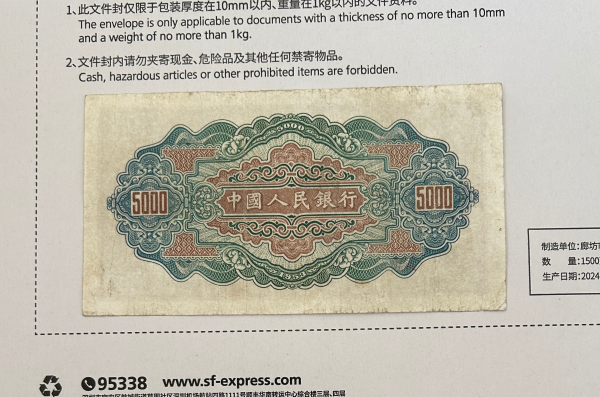 1、此文件封仅限于包装厚度在10mm以内、重量在1kg以内的文件资料。
The envelope is only applicable to documents with a thickness of no more than 10mm
and a weight of no more than 1kg.
2、文件封内请勿夹寄现金、危险品及其他任何禁寄物品。
Cash, hazardous articles or other prohibited items are forbidden.
5000
5000 中國人民銀行 5000
制造单位:廊坊
数 量:1500
生产日期:2024
95338 www.sf-express.com